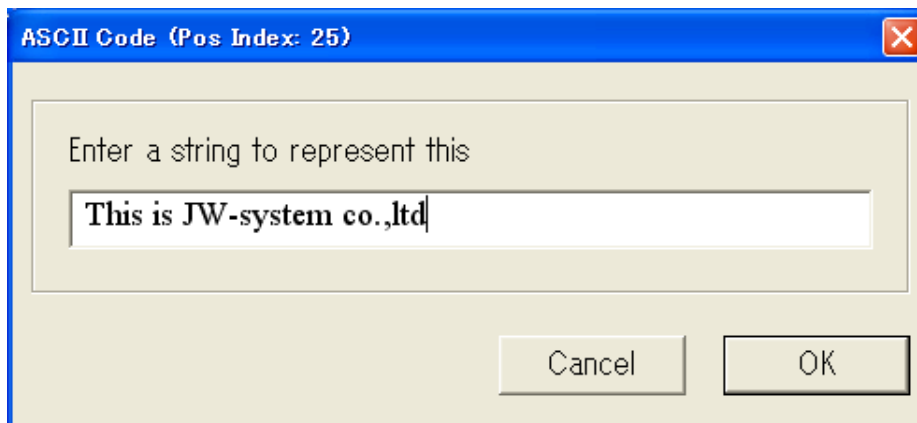 ASCII Code (Pos Index: 25)
Enter a string to represent this
This is JW-system co.,ltd
Cancel OK